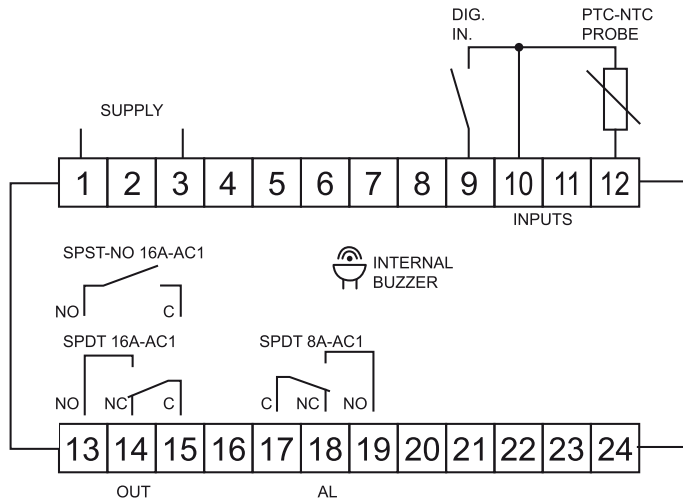 DIG.
IN.
PTC-NTC
PROBE
SUPPLY
1 2 3 4 5 6 7 8 9 10 11 12
INPUTS
SPST-NO 16A-AC1
INTERNAL
BUZZER
NO C
SPDT 16A-AC1
SPDT 8A-AC1
NO NC C C NC NO
13 14 15 16 17 18 19 20 21 22 23 24
OUT AL